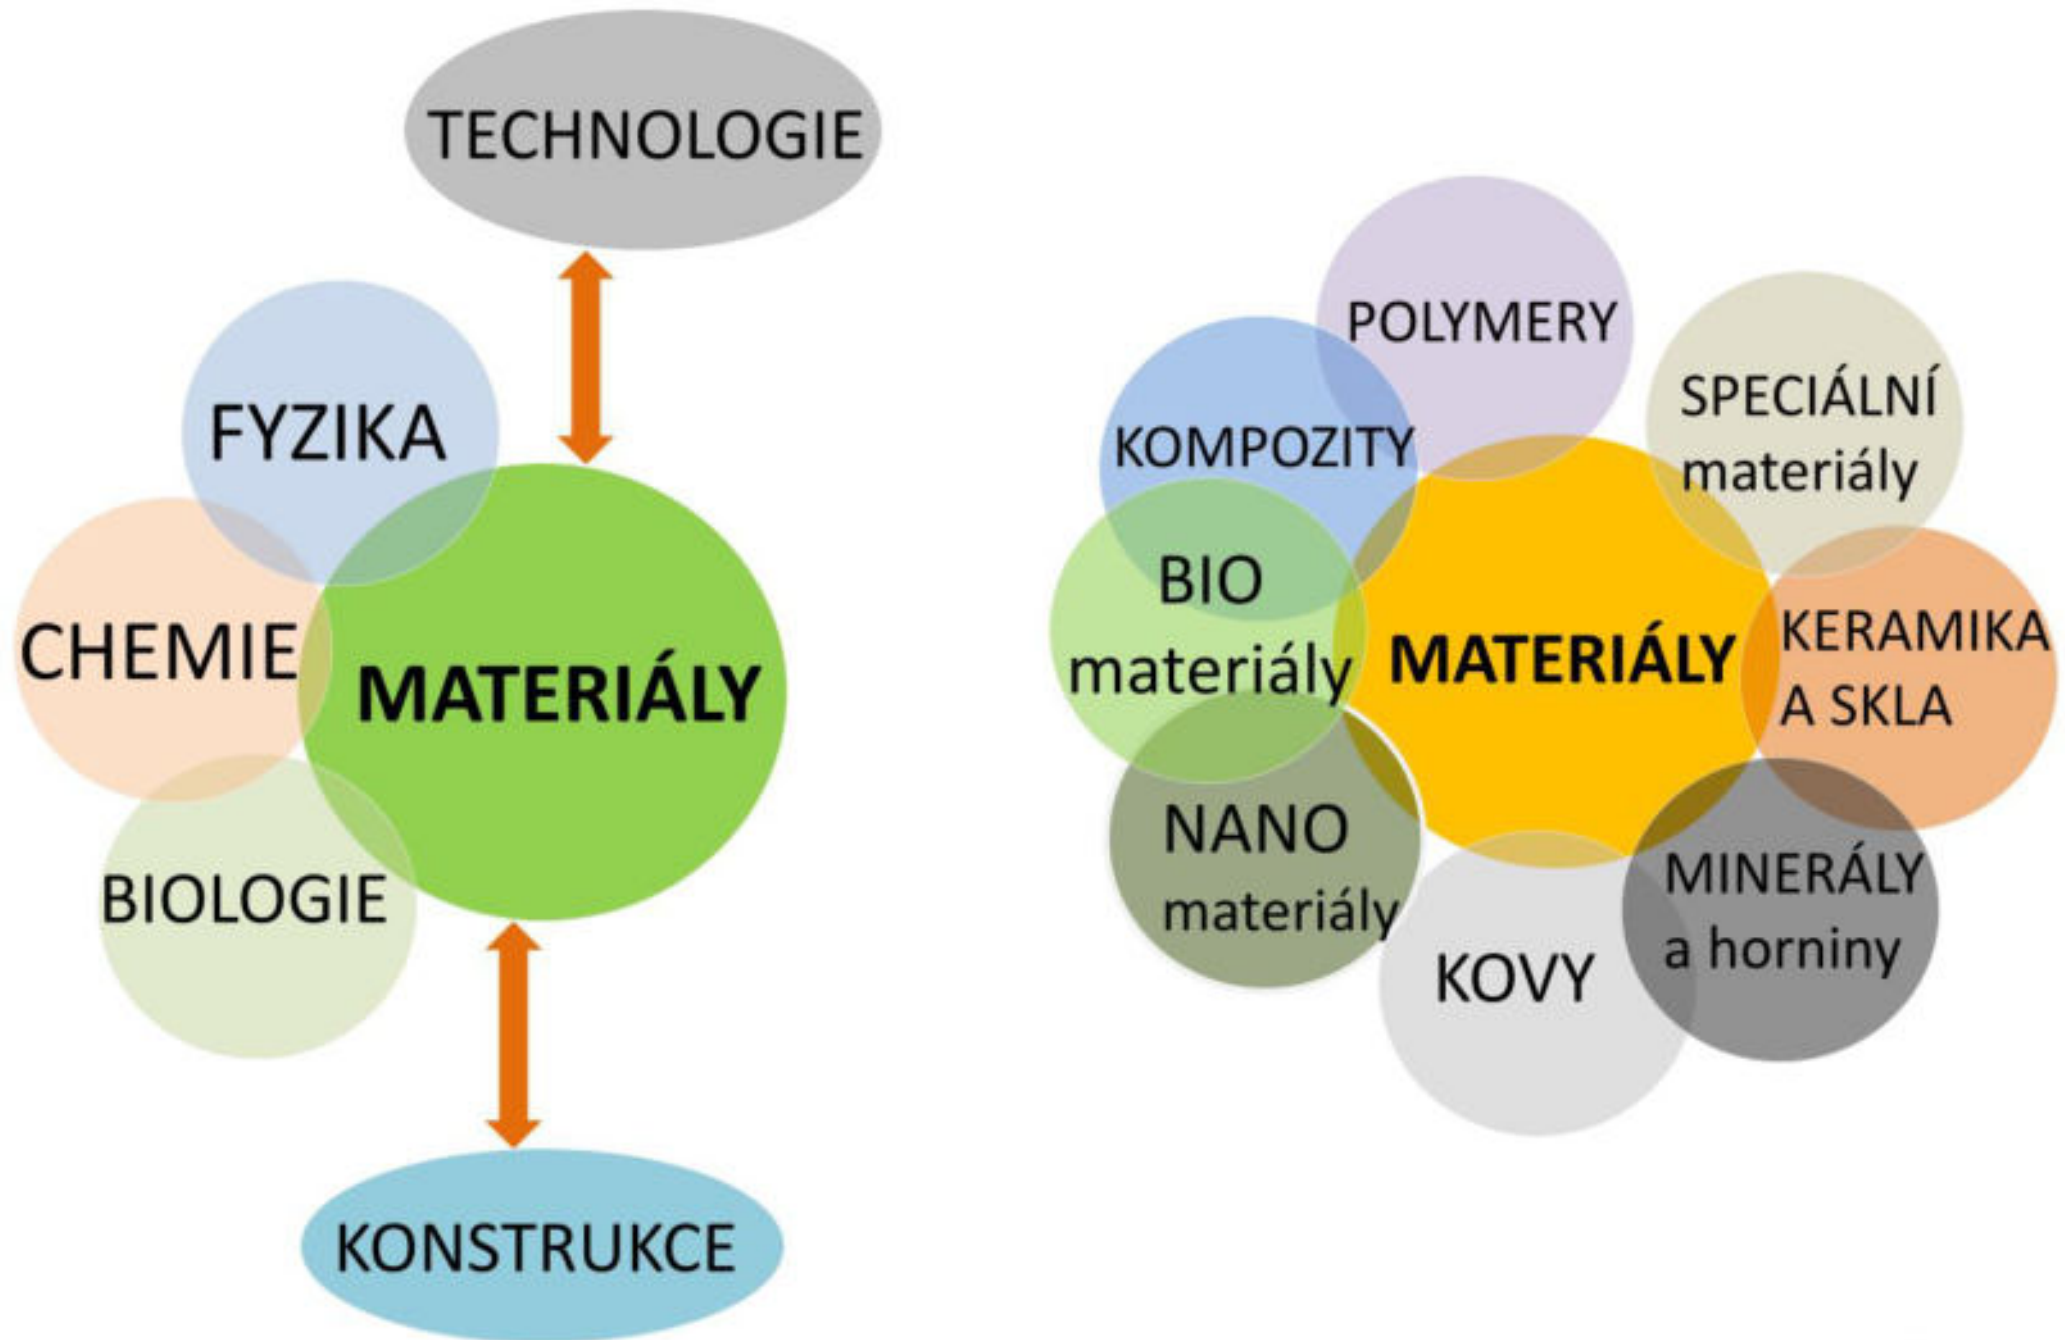 TECHNOLOGIE
FYZIKA
CHEMIE
MATERIÁLY
BIOLOGIE
KONSTRUKCE
POLYMERY
SPECIÁLNÍ
materiály
KOMPOZITY
BIO
materiály
MATERIÁLY
KERAMIKA
A SKLA
NANO
materiály
MINERÁLY
a horniny
KOVY